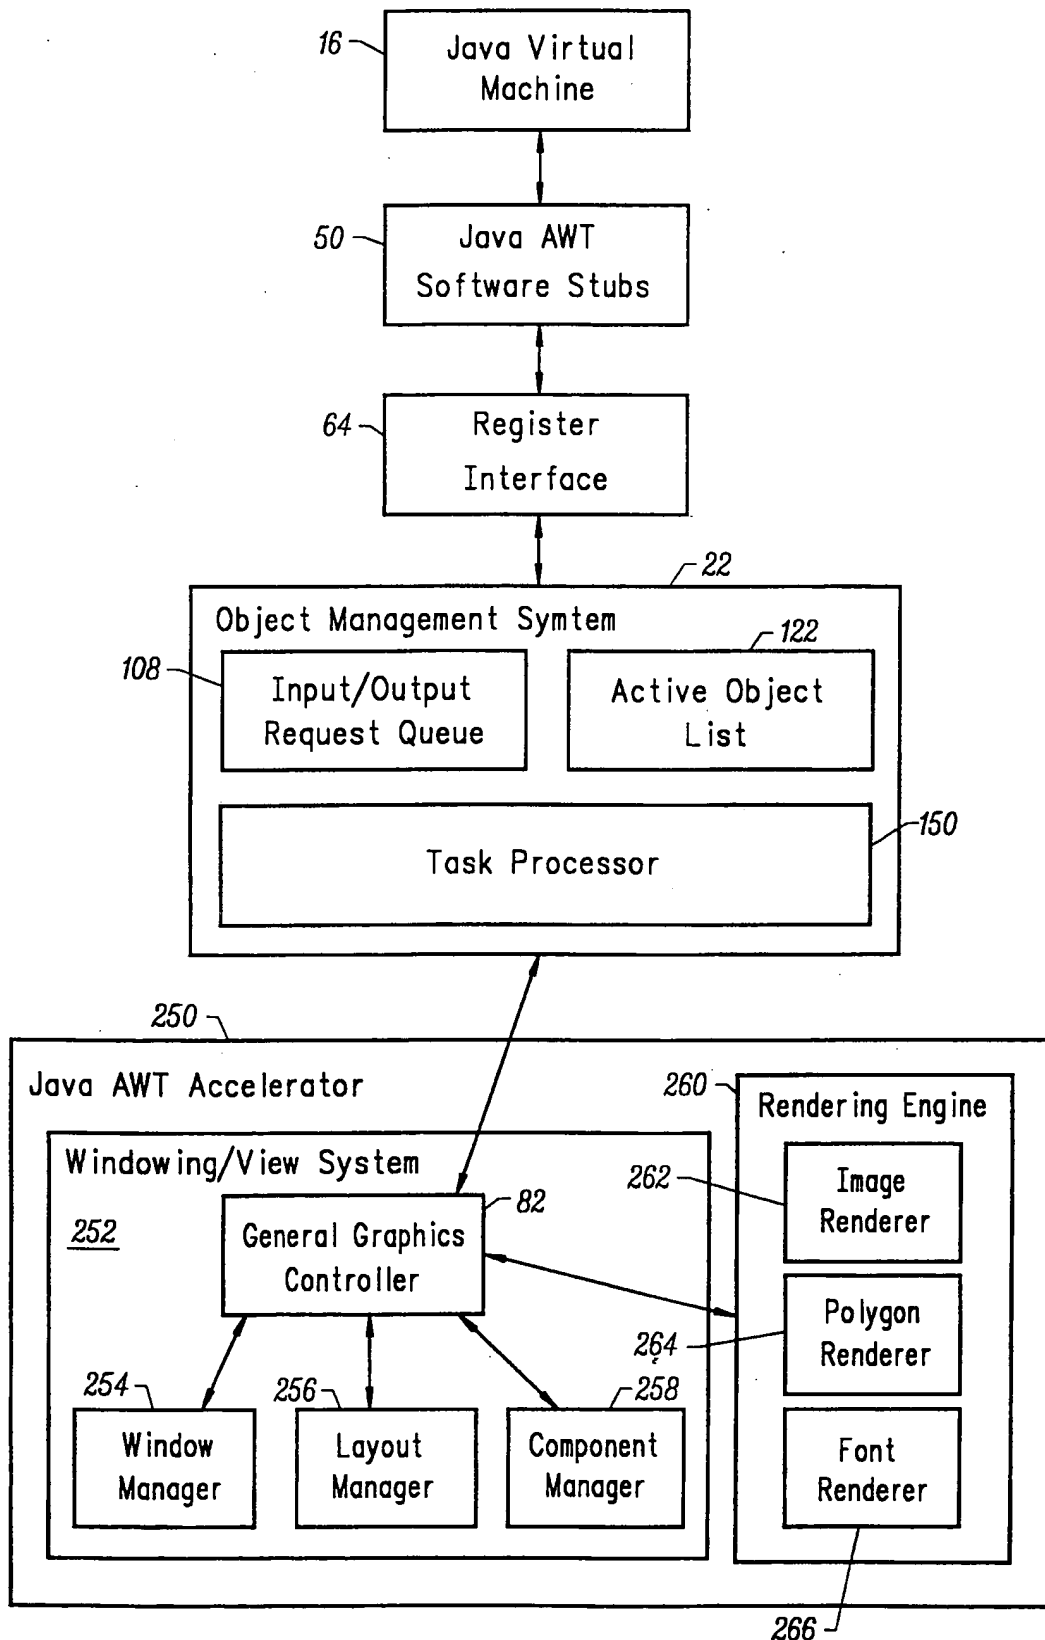 16
Java Virtual
Machine
50
Java AWT
Software Stubs
64
Register
Interface
22
Object Management Symtem
108
Input/Output
Request Queue
122
Active Object
List
150
Task Processor
250
Java AWT Accelerator
Windowing/View System
252
82
General Graphics
Controller
254
Window
Manager
256
Layout
Manager
258
Component
Manager
260
Rendering Engine
262
Image
Renderer
264
Polygon
Renderer
Font
Renderer
266